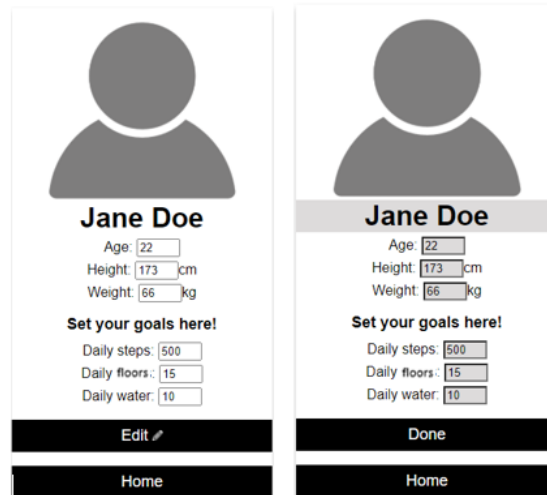 Jane Doe
Age: 22
Height: 173 cm
Weight: 66 kg
Set your goals here!
Daily steps: 500
Daily floors: 15
Daily water: 10
Edit
Home
Jane Doe
Age: 22
Height: 173 cm
Weight: 66 kg
Set your goals here!
Daily steps: 500
Daily floors: 15
Daily water: 10
Done
Home